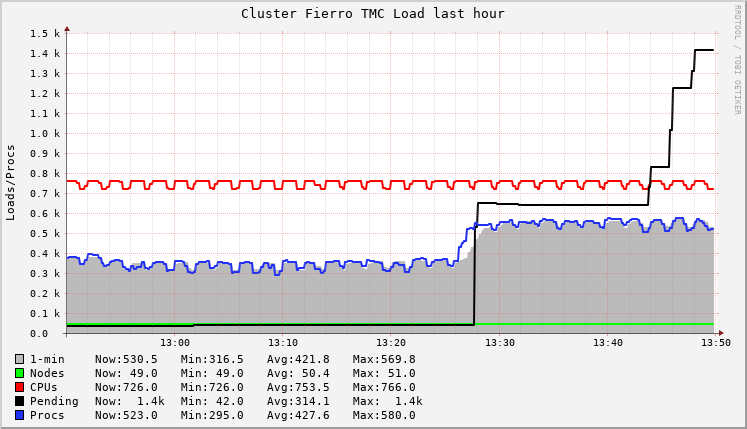 Cluster Fierro TMC Load last hour
RRDTOOL / TOBI OETIKER
Loads/Procs
1.5 k
1.4 k
1.3 k
1.2 k
1.1 k
1.0 k
0.9 k
0.8 k
0.7 k
0.6 k
0.5 k
0.4 k
0.3 k
0.2 k
0.1 k
0.0
13:00 13:10 13:20 13:30 13:40 13:50
1-min Now:530.5 Min:316.5 Avg:421.8 Max:569.8
Nodes Now: 49.0 Min: 49.0 Avg: 50.4 Max: 51.0
CPUs Now:726.0 Min:726.0 Avg:753.5 Max:766.0
Pending Now: 1.4k Min: 42.0 Avg:314.1 Max: 1.4k
Procs Now:523.0 Min:295.0 Avg:427.6 Max:580.0